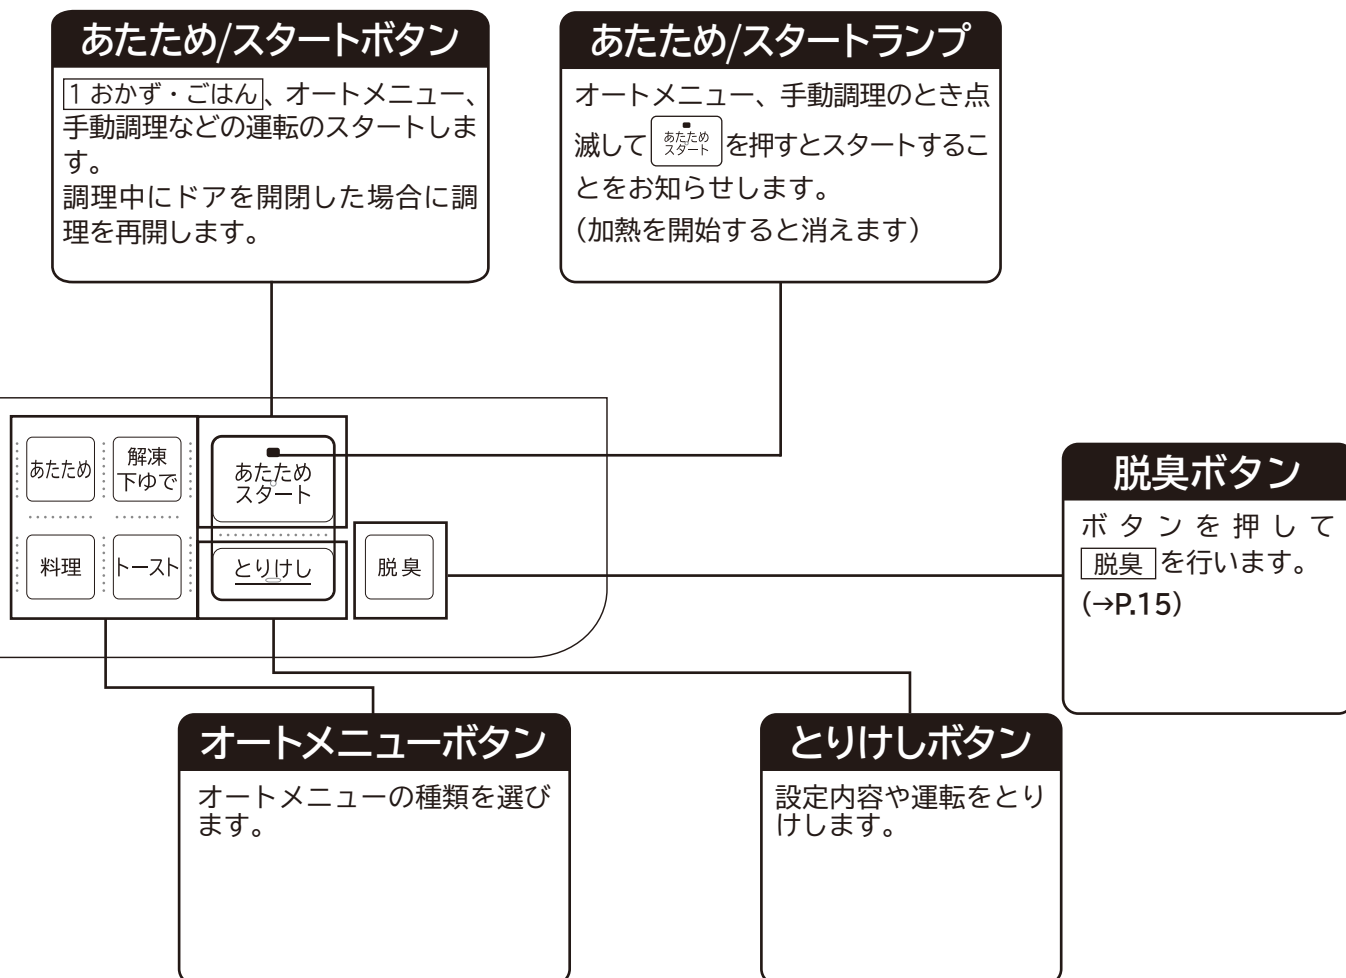 あたため/スタートボタン
1 おかず・ごはん、オートメニュー、
手動調理などの運転のスタートしま
す。
調理中にドアを開閉した場合に調
理を再開します。
あたため/スタートランプ
オートメニュー、手動調理のとき点
滅して あたため スタート を押すとスタートするこ
とをお知らせします。
(加熱を開始すると消えます)
あたため
解凍
下ゆで
あたため
スタート
料理
トースト
とりけし
脱臭
脱臭ボタン
ボタンを押して
脱臭 を行います。
(→P.15)
オートメニューボタン
オートメニューの種類を選び
ます。
とりけしボタン
設定内容や運転をとり
けします。